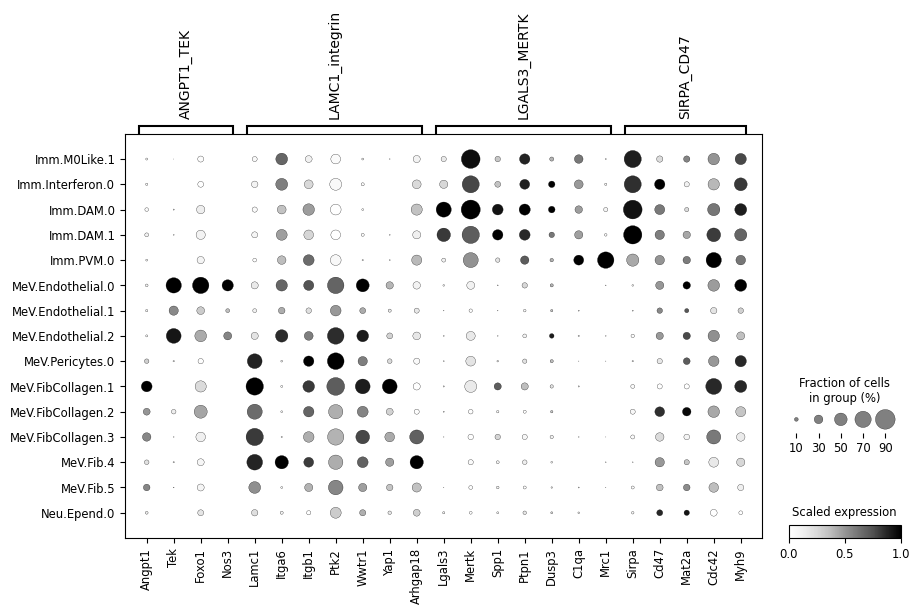 ANGPT1_TEK
LAMC1_integrin
LGALS3_MERTK
SIRPA_CD47
Imm.M0Like.1
Imm.Interferon.0
Imm.DAM.0
Imm.DAM.1
Imm.PVM.0
MeV.Endothelial.0
MeV.Endothelial.1
MeV.Endothelial.2
MeV.Pericytes.0
MeV.FibCollagen.1
MeV.FibCollagen.2
MeV.FibCollagen.3
MeV.Fib.4
MeV.Fib.5
Neu.Epend.0
Angpt1
Tek
Foxo1
Nos3
Lamc1
Itga6
Itgb1
Ptk2
Wwtr1
Yap1
Arhgap18
Lgals3
Mertk
Spp1
Ptpn1
Dusp3
C1qa
Mrc1
Sirpa
Cd47
Mat2a
Cdc42
Myh9
Fraction of cells
in group (%)
10 30 50 70 90
Scaled expression
0.0 0.5 1.0